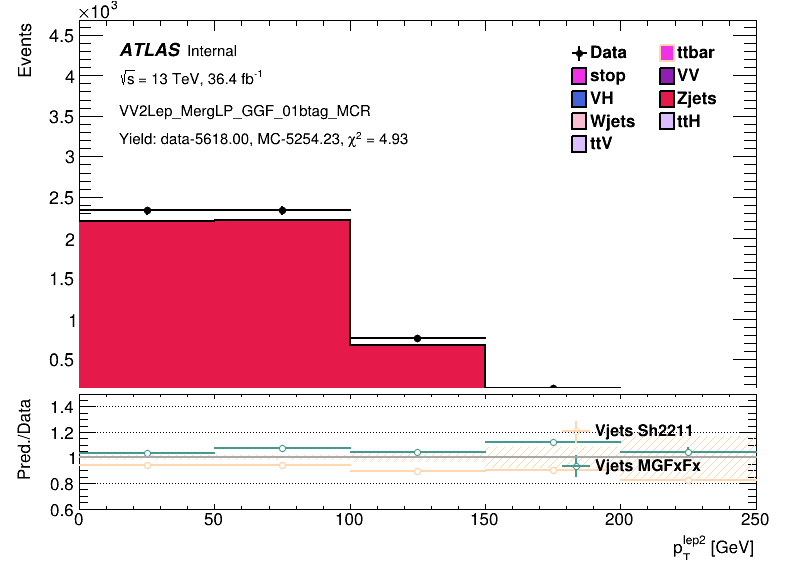 ×10³
Events
4.5
4
3.5
3
2.5
2
1.5
1
0.5
ATLAS Internal
√s = 13 TeV, 36.4 fb⁻¹
VV2Lep_MergLP_GGF_01btag_MCR
Yield: data-5618.00, MC-5254.23, χ² = 4.93
Data
ttbar
stop
VV
VH
Zjets
Wjets
ttH
ttV
Pred./Data
1.4
1.2
1
0.8
0.6
Vjets Sh2211
Vjets MGFxFx
0 50 100 150 200 250
p_T^lep2 [GeV]